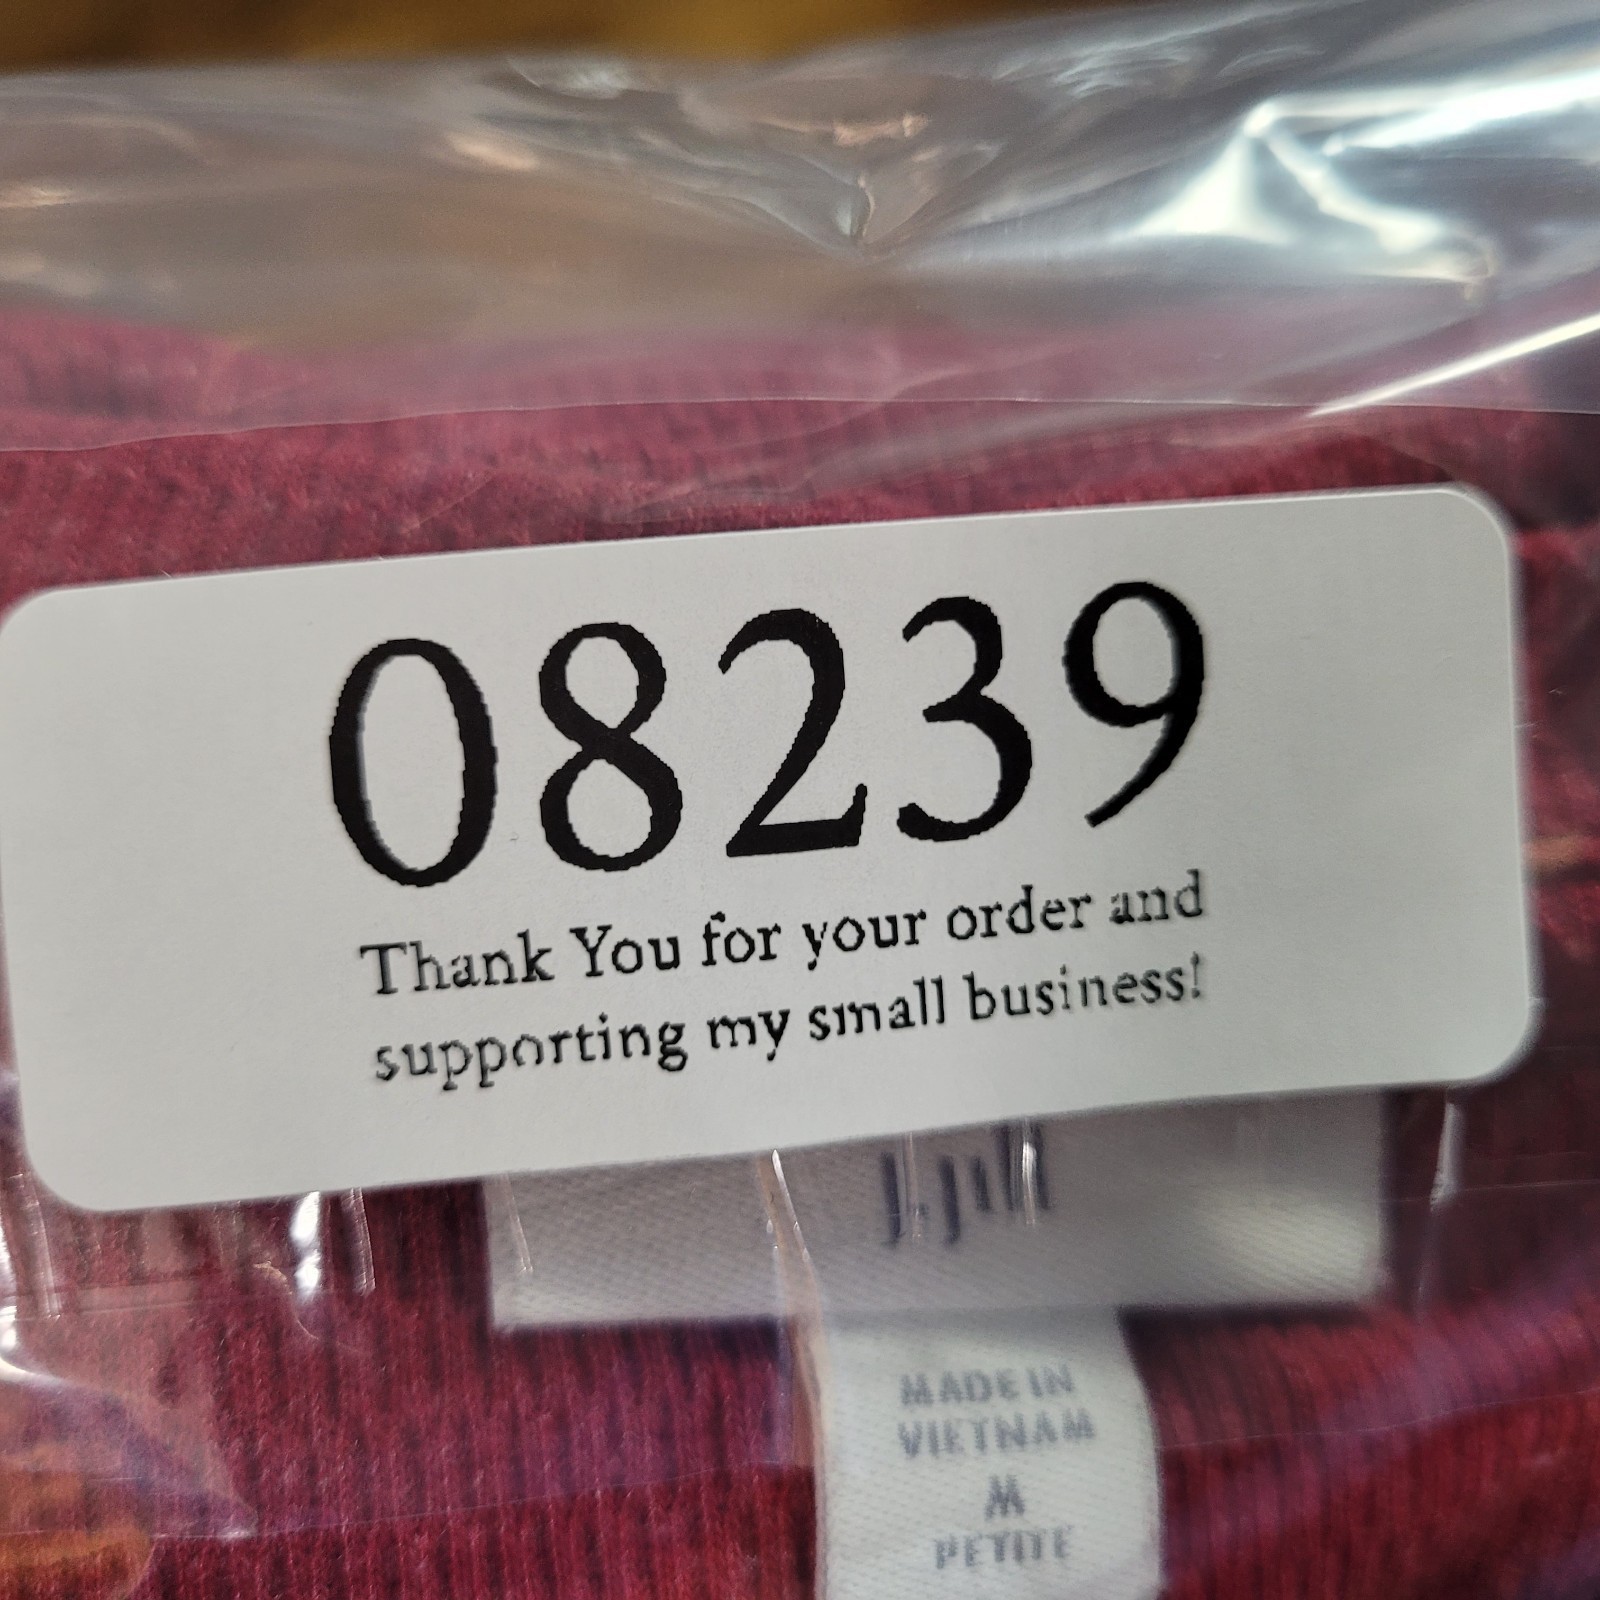 08239
Thank You for your order and
supporting my small business!
J.Jill
MADE IN
VIETNAM
M
PETITE